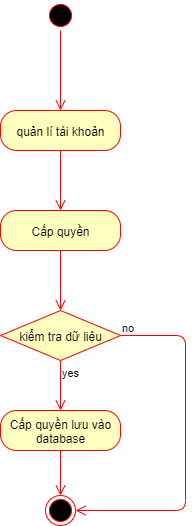 quản lí tài khoản
Cấp quyền
kiểm tra dữ liệu
no
yes
Cấp quyền lưu vào
database